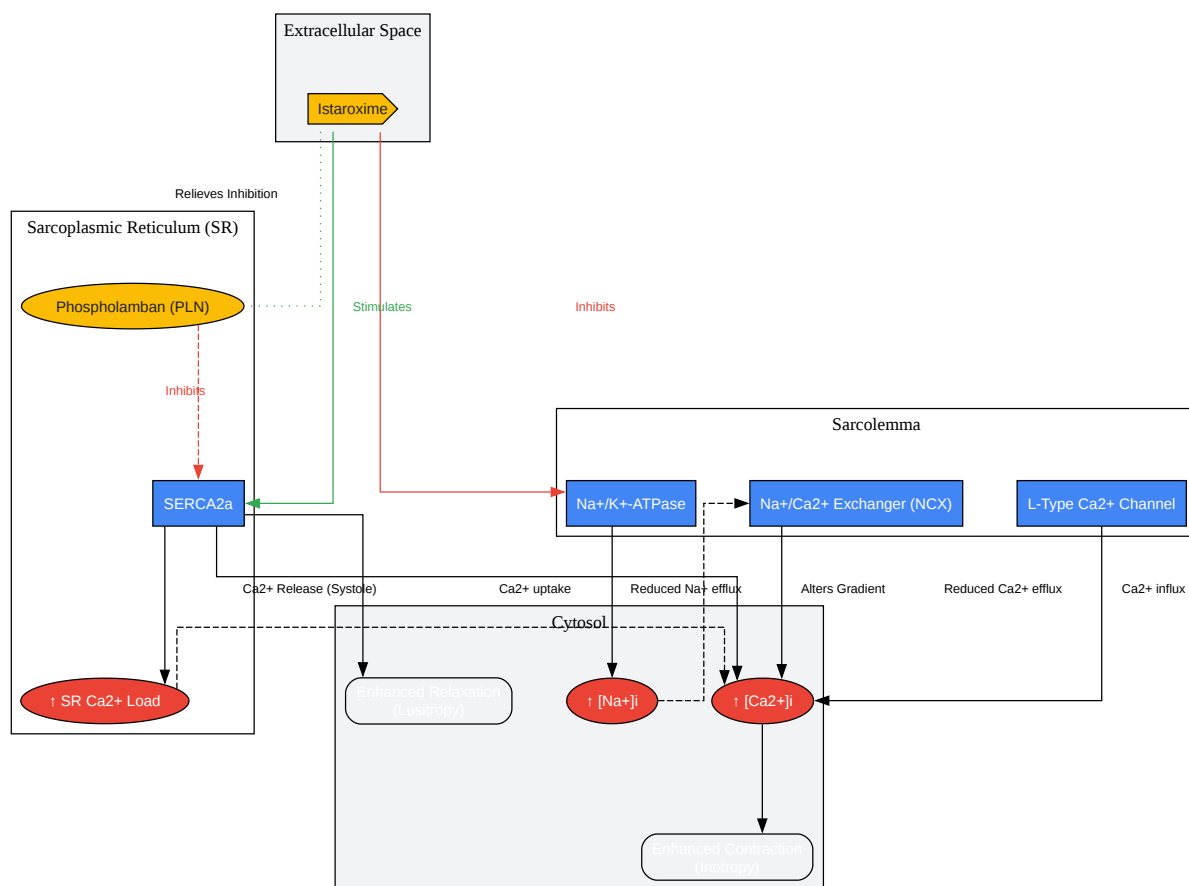 Extracellular Space
Istaroxime
Relieves Inhibition
Sarcoplasmic Reticulum (SR)
Phospholamban (PLN)
Stimulates
Inhibits
Inhibits
Sarcolemma
SERCA2a
Na+/K+-ATPase
Na+/Ca2+ Exchanger (NCX)
L-Type Ca2+ Channel
Ca2+ Release (Systole)
Ca2+ uptake
Reduced Na+ efflux
Alters Gradient
Reduced Ca2+ efflux
Ca2+ influx
Cytosol
↑ SR Ca2+ Load
Enhanced Relaxation
(Lusitropy)
↑ [Na+]i
↑ [Ca2+]i
Enhanced Contraction
(Inotropy)